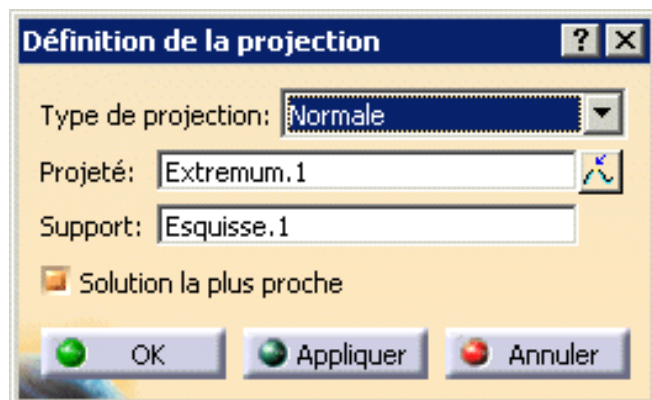 Définition de la projection
Type de projection: Normale
Projeté: Extremum.1
Support: Esquisse.1
Solution la plus proche
OK Appliquer Annuler